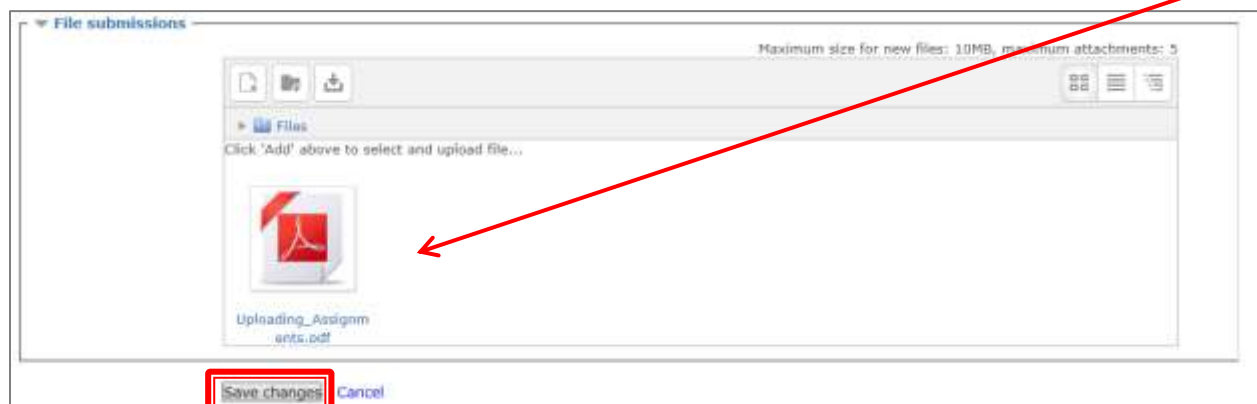 File submissions
Maximum size for new files: 10MB, maximum attachments: 5
Files
Click 'Add' above to select and upload file...
Uploading_Assignm
ents.pdf
Save changes Cancel